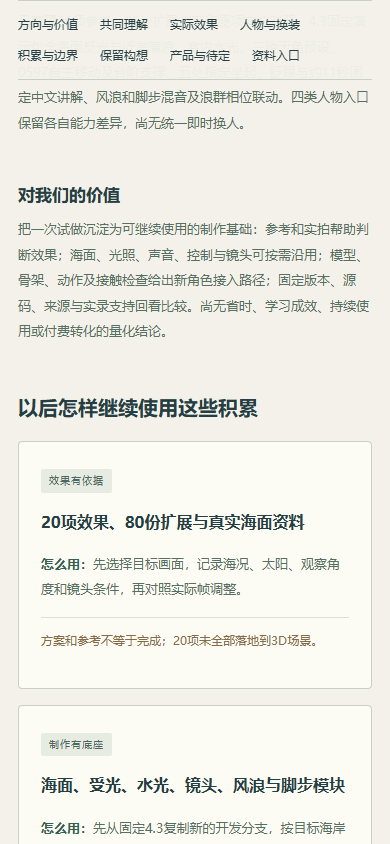 方向与价值 共同理解 实际效果 人物与换装
积累与边界 保留构想 产品与待定 资料入口
定中文讲解、风浪和脚步混音及浪群相位联动。四类人物入口
保留各自能力差异，尚无统一即时换人。
对我们的价值
把一次试做沉淀为可继续使用的制作基础：参考和实拍帮助判
断效果；海面、光照、声音、控制与镜头可按需沿用；模型、
骨架、动作及接触检查给出新角色接入路径；固定版本、源
码、来源与实录支持回看比较。尚无省时、学习成效、持续使
用或付费转化的量化结论。
以后怎样继续使用这些积累
效果有依据
20项效果、80份扩展与真实海面资料
怎么用：先选择目标画面，记录海况、太阳、观察角
度和镜头条件，再对照实际帧调整。
方案和参考不等于完成；20项未全部落地到3D场景。
制作有底座
海面、受光、水光、镜头、风浪与脚步模块
怎么用：先从固定4.3复制新的开发分支，按目标海岸